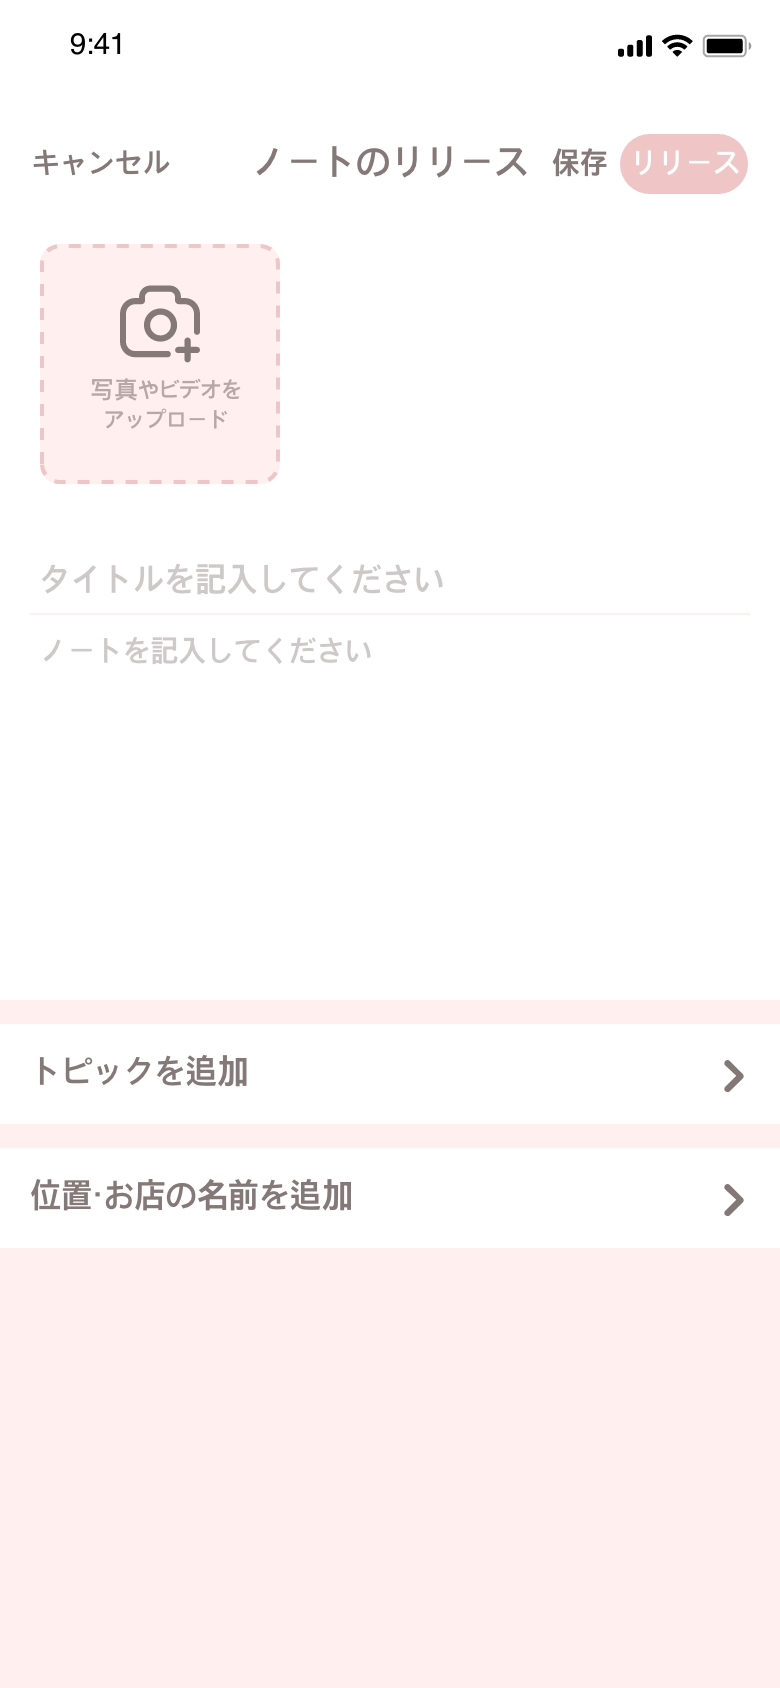 9:41
キャンセル ノートのリリース 保存 リリース
写真やビデオを
アップロード
タイトルを記入してください
ノートを記入してください
トピックを追加
位置·お店の名前を追加